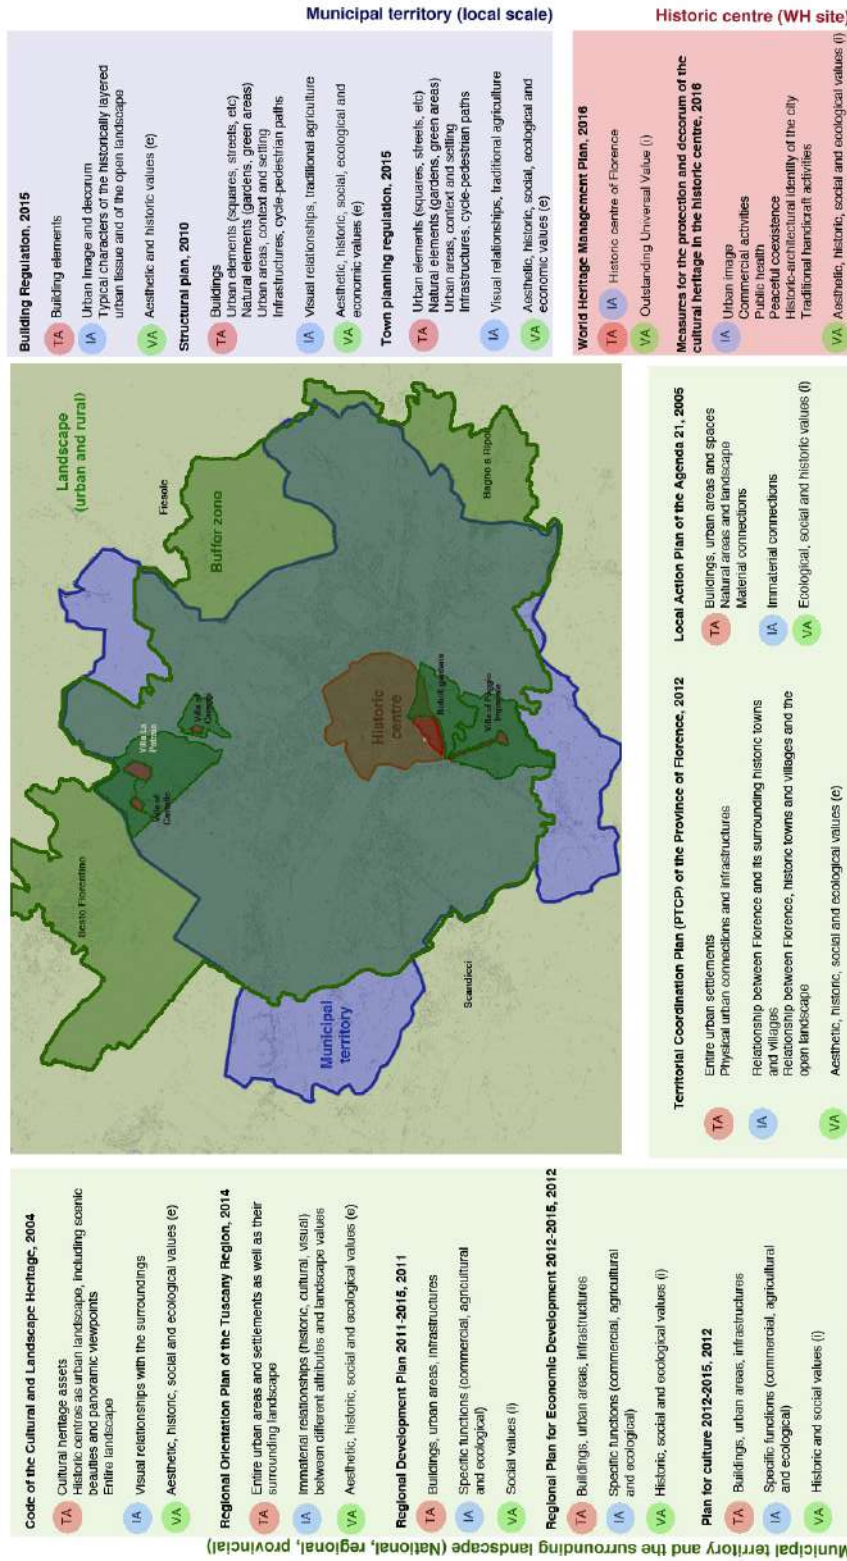 Municipal territory and the surrounding landscape (National, regional, provincial)
Code of the Cultural and Landscape Heritage, 2004
TA
Cultural heritage assets
Historic centres as urban landscape, including scenic
beauties and panoramic viewpoints
Entire landscape
IA
Visual relationships with the surroundings
VA
Aesthetic, historic, social and ecological values (e)
Regional Orientation Plan of the Tuscany Region, 2014
TA
Entire urban areas and settlements as well as their
surrounding landscape
IA
Immaterial relationships (historic, cultural, visual)
between different attributes and landscape values
VA
Aesthetic, historic, social and ecological values (e)
Regional Development Plan 2011-2015, 2011
TA
Buildings, urban areas, infrastructures
IA
Specific functions (commercial, agricultural
and ecological)
VA
Social values (i)
Regional Plan for Economic Development 2012-2015, 2012
TA
Buildings, urban areas, infrastructures
IA
Specific functions (commercial, agricultural
and ecological)
VA
Historic, social and ecological values (i)
Plan for culture 2012-2015, 2012
TA
Buildings, urban areas, infrastructures
IA
Specific functions (commercial, agricultural
and ecological)
VA
Historic and social values (i)
Landscape
(urban and rural)
Sesto Fiorentino
Fiesole
Buffer zone
Villa La
Petraia
Villa of
Castello
Villa of
Careggi
Historic
centre
Boboli gardens
Villa of Poggio
Imperiale
Bagno a Ripoli
Municipal
territory
Scandicci
Territorial Coordination Plan (PTCP) of the Province of Florence, 2012
TA
Entire urban settlements
Physical urban connections and infrastructures
IA
Relationship between Florence and its surrounding historic towns
and villages
Relationship between Florence, historic towns and villages and the
open landscape
VA
Aesthetic, historic, social and ecological values (e)
Local Action Plan of the Agenda 21, 2005
TA
Buildings, urban areas and spaces
Natural areas and landscape
Material connections
IA
Immaterial connections
VA
Ecological, social and historic values (i)
Municipal territory (local scale)
Building Regulation, 2015
TA
Building elements
IA
Urban Image and decorum
Typical characters of the historically layered
urban tissue and of the open landscape
VA
Aesthetic and historic values (e)
Structural plan, 2010
TA
Buildings
Urban elements (squares, streets, etc)
Natural elements (gardens, green areas)
Urban areas, context and setting
Infrastructures, cycle-pedestrian paths
IA
Visual relationships, traditional agriculture
VA
Aesthetic, historic, social, ecological and
economic values (e)
Town planning regulation, 2015
TA
Urban elements (squares, streets, etc)
Natural elements (gardens, green areas)
Urban areas, context and setting
Infrastructures, cycle-pedestrian paths
IA
Visual relationships, traditional agriculture
VA
Aesthetic, historic, social, ecological and
economic values (e)
Historic centre (WH site)
World Heritage Management Plan, 2016
TA
IA
Historic centre of Florence
VA
Outstanding Universal Value (i)
Measures for the protection and decorum of the
cultural heritage in the historic centre, 2016
IA
Urban image
Commercial activities
Public health
Peaceful coexistence
Historic-architectural identity of the city
Traditional handicraft activities
VA
Aesthetic, historic, social and ecological values (i)